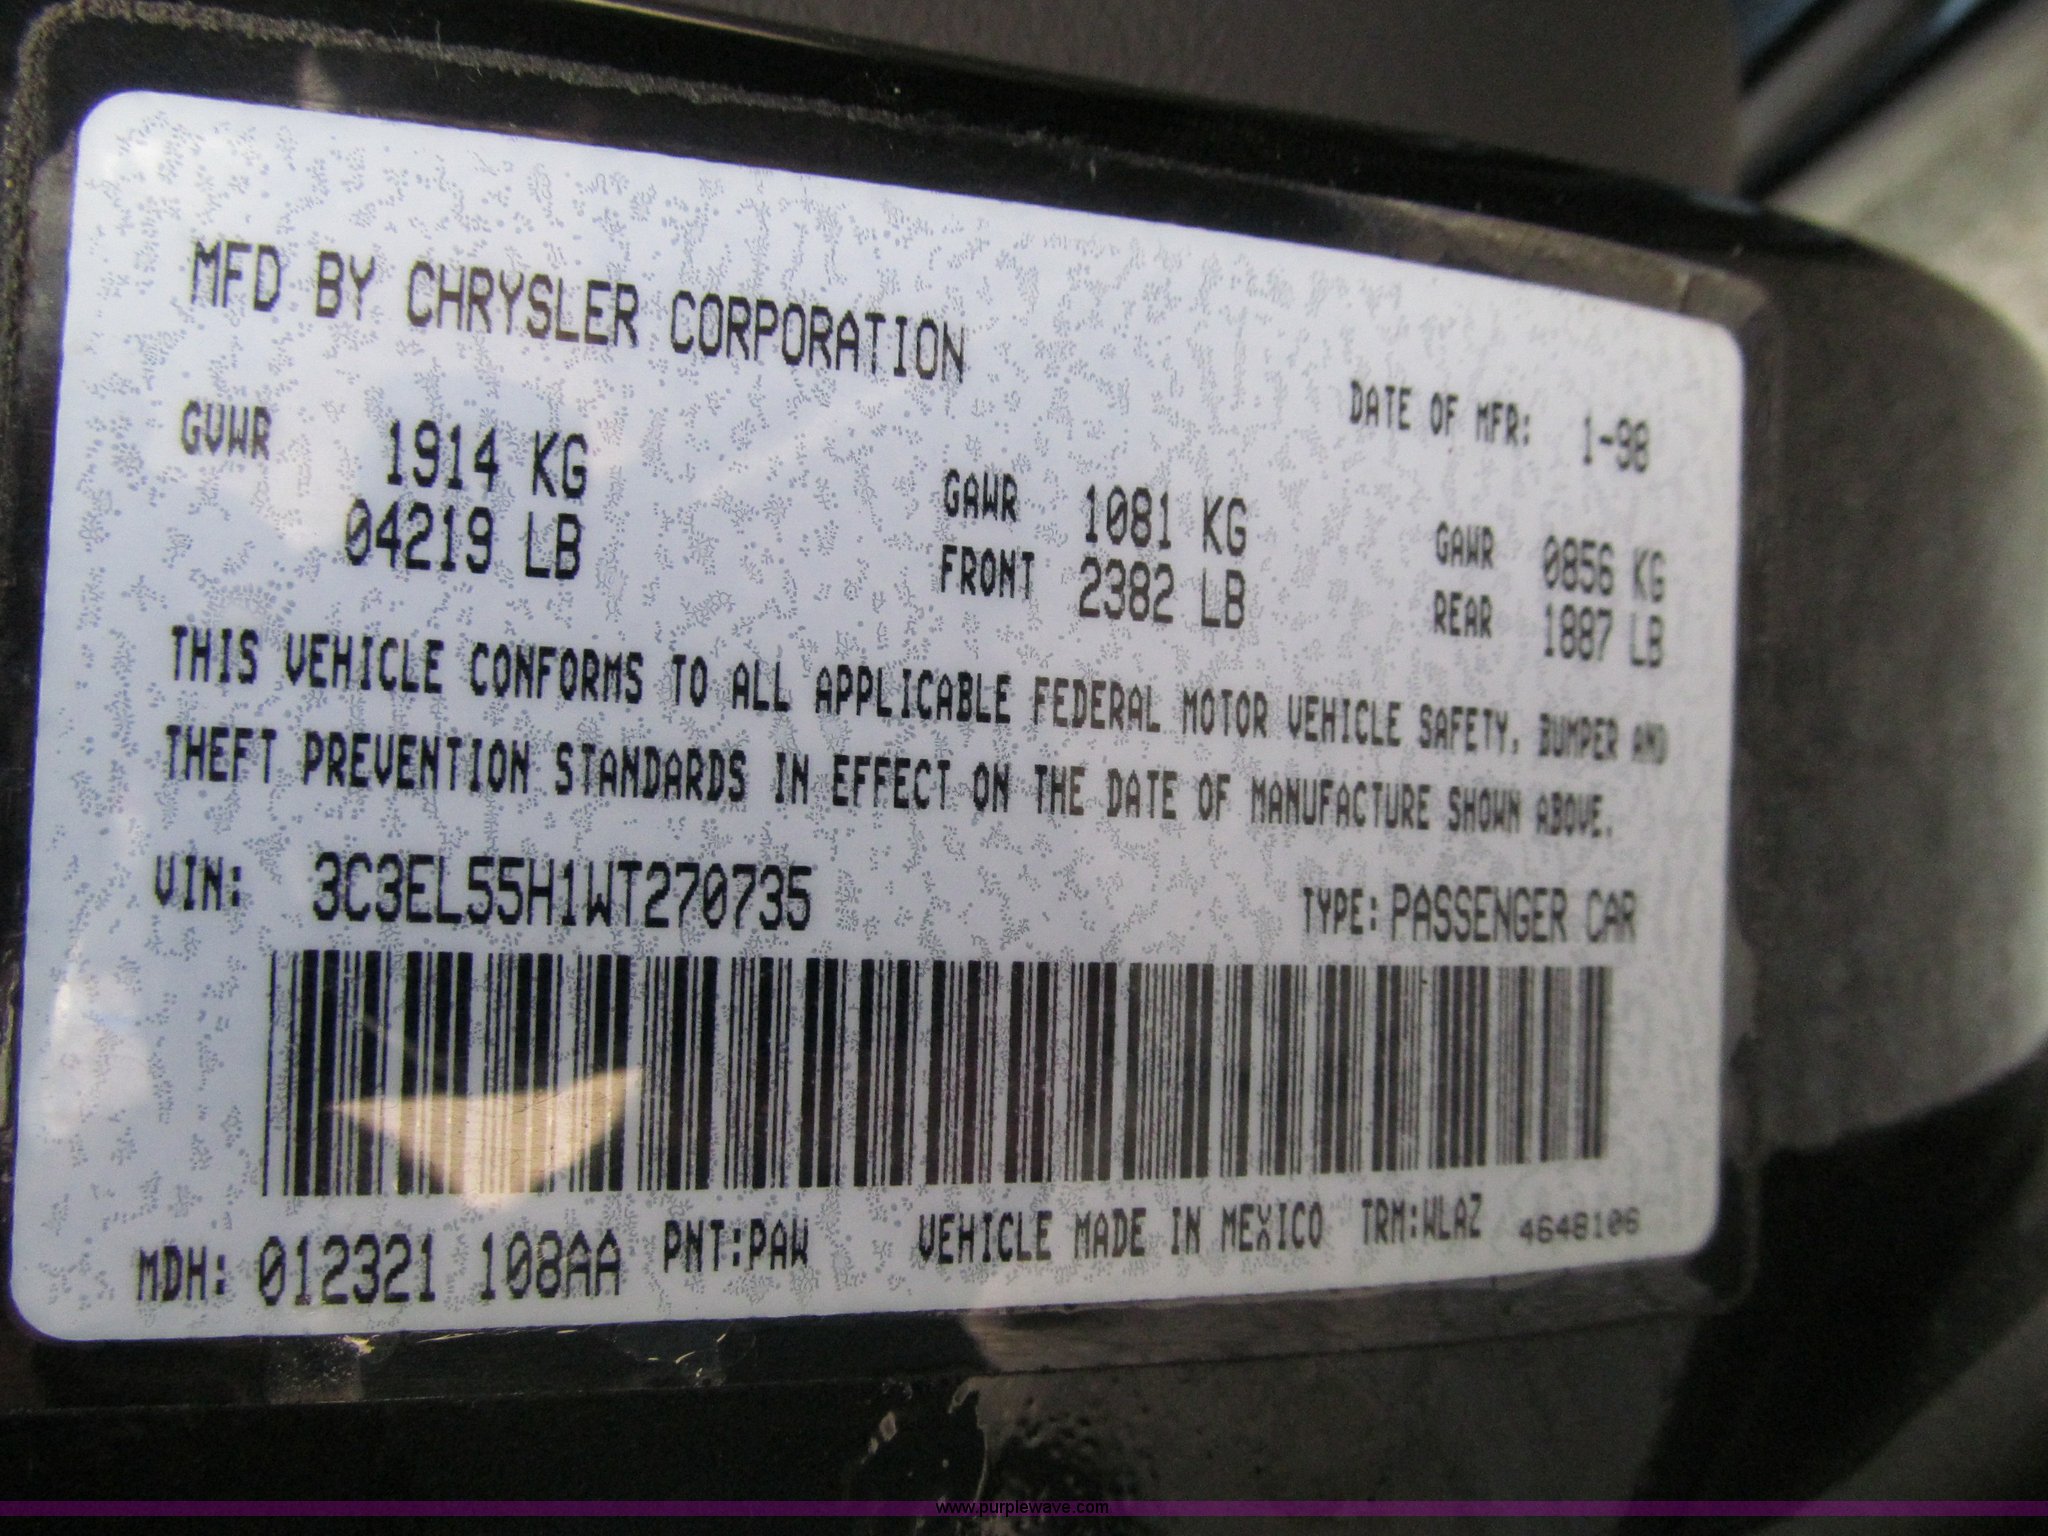 MFD BY CHRYSLER CORPORATION
DATE OF MFR: 1-98
GVWR 1914 KG
04219 LB
GAWR 1081 KG
FRONT 2382 LB
GAWR 0856 KG
REAR 1887 LB
THIS VEHICLE CONFORMS TO ALL APPLICABLE FEDERAL MOTOR VEHICLE SAFETY, BUMPER AND
THEFT PREVENTION STANDARDS IN EFFECT ON THE DATE OF MANUFACTURE SHOWN ABOVE.
VIN: 3C3EL55H1WT270735
TYPE: PASSENGER CAR
MDH: 012321 108AA PNT:PAW VEHICLE MADE IN MEXICO TRM:WLAZ 4648106
www.purplewave.com